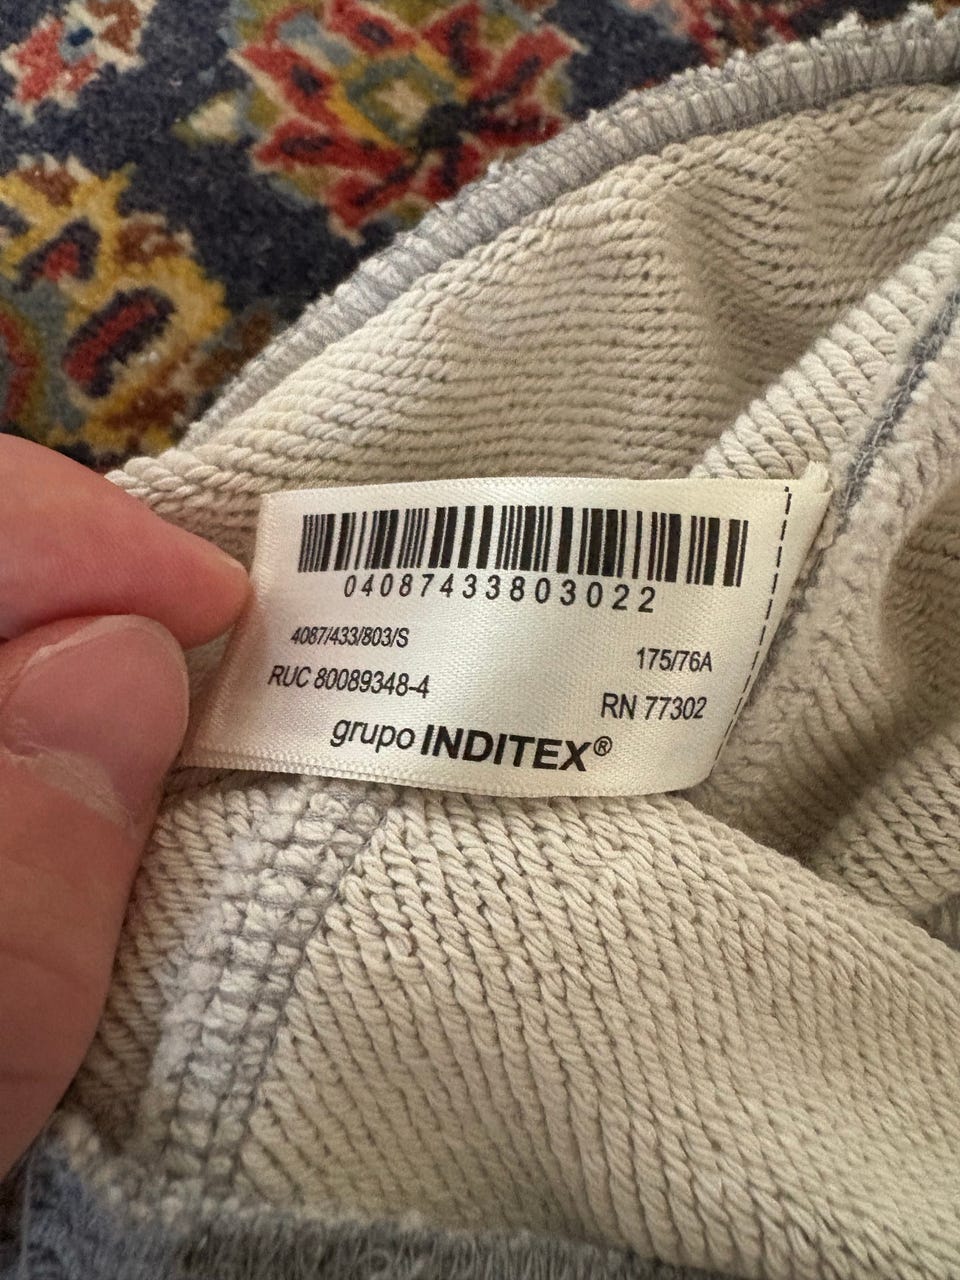 04087433803022
4087/433/803/S
175/76A
RUC 80089348-4
RN 77302
grupo INDITEX®